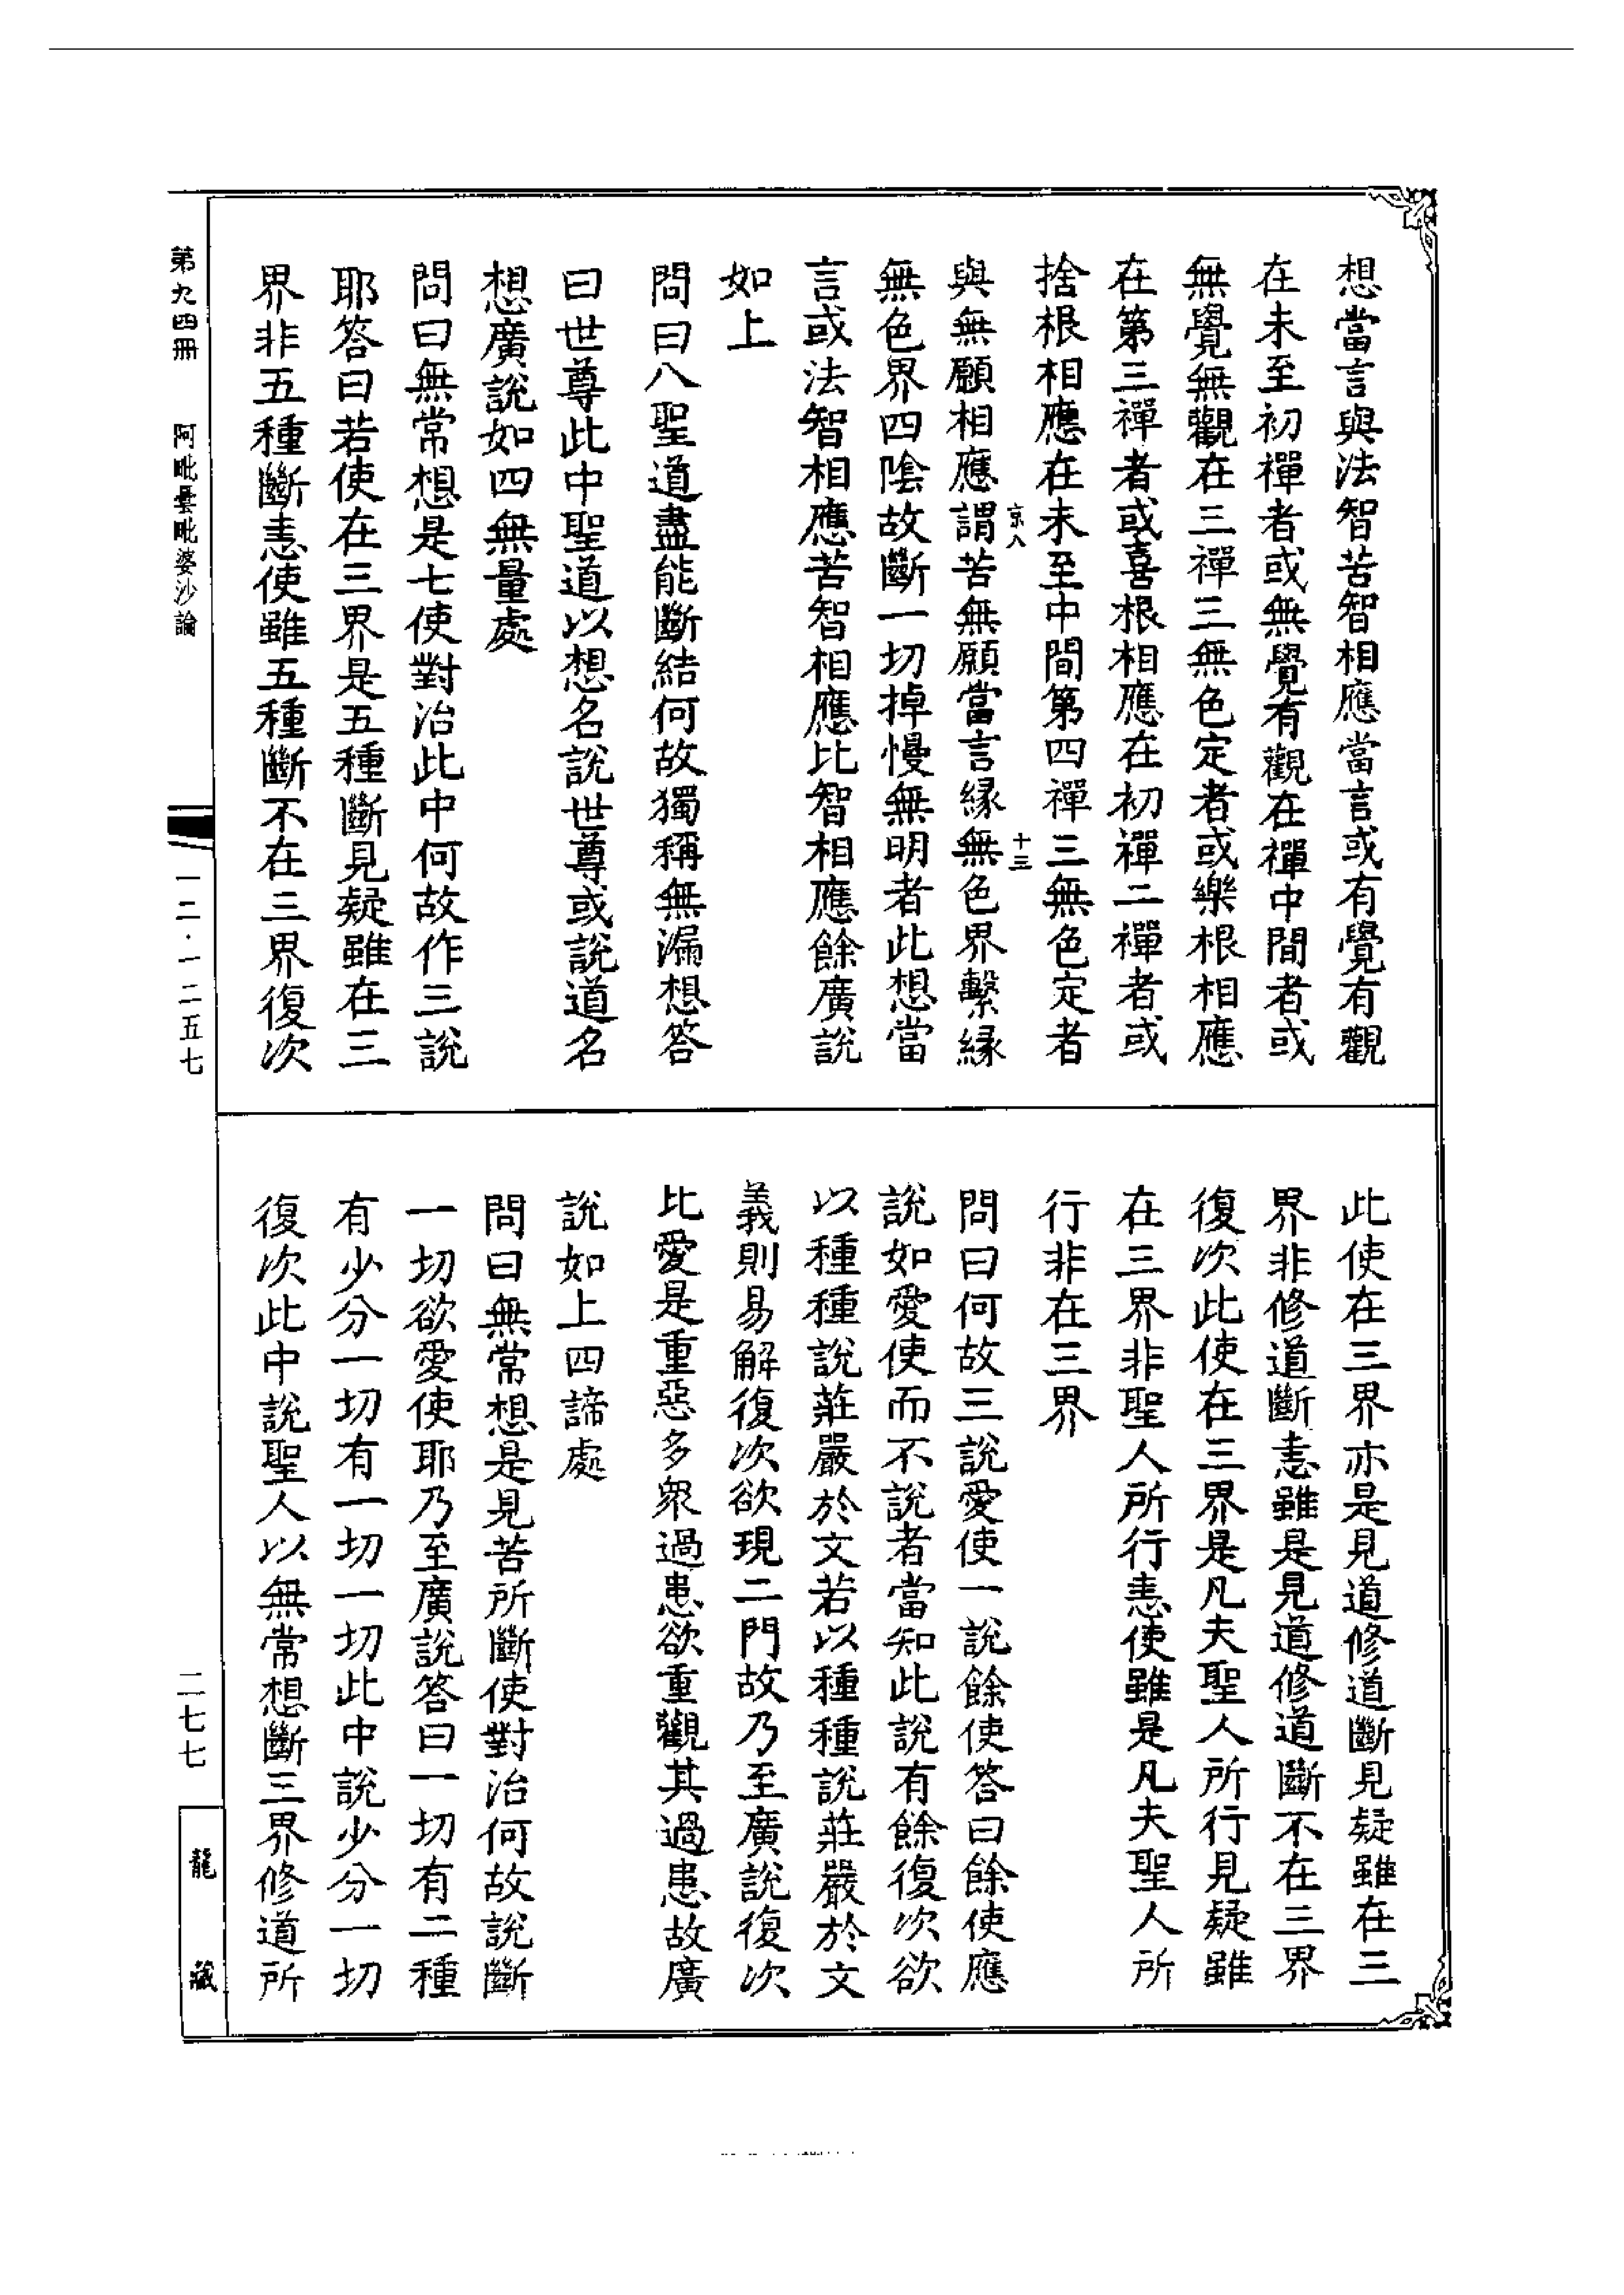 想當言與法智苦智相應當言或有覺有觀
在未至初禪者或無覺有觀在禪中間者或
無覺無觀在三禪三無色定者或樂根相應
在第三禪者或喜根相應在初禪二禪者或
捨根相應在未至中間第四禪三無色定者
京八
十三
與無願相應謂苦無願當言緣無色界繫緣
無色界四陰故斷一切掉慢無明者此想當
言或法智相應苦智相應比智相應餘廣說
如上
問曰八聖道盡能斷結何故獨稱無漏想答
曰世尊此中聖道以想名說世尊或說道名
想廣說如四無量處
問曰無常想是七使對治此中何故作三說
耶答曰若使在三界是五種斷見疑雖在三
界非五種斷恚使雖五種斷不在三界復次
此使在三界亦是見道修道斷見疑雖在三
界非修道斷恚雖是見道修道斷不在三界
復次此使在三界是凡夫聖人所行見疑雖
在三界非聖人所行恚使雖是凡夫聖人所
行非在三界
問曰何故三說愛使一說餘使答曰餘使應
說如愛使而不說者當知此說有餘復次欲
以種種說莊嚴於文若以種種說莊嚴於文
義則易解復次欲現二門故乃至廣說復次
比愛是重惡多眾過患欲重觀其過患故廣
說如上四諦處
問曰無常想是見苦所斷使對治何故說斷
一切欲愛使耶乃至廣說答曰一切有二種
有少分一切有一切一切此中說少分一切
復次此中說聖人以無常想斷三界修道所
第九四冊　阿毗曇毗婆沙論
一二・一二五七
二七七
龍藏